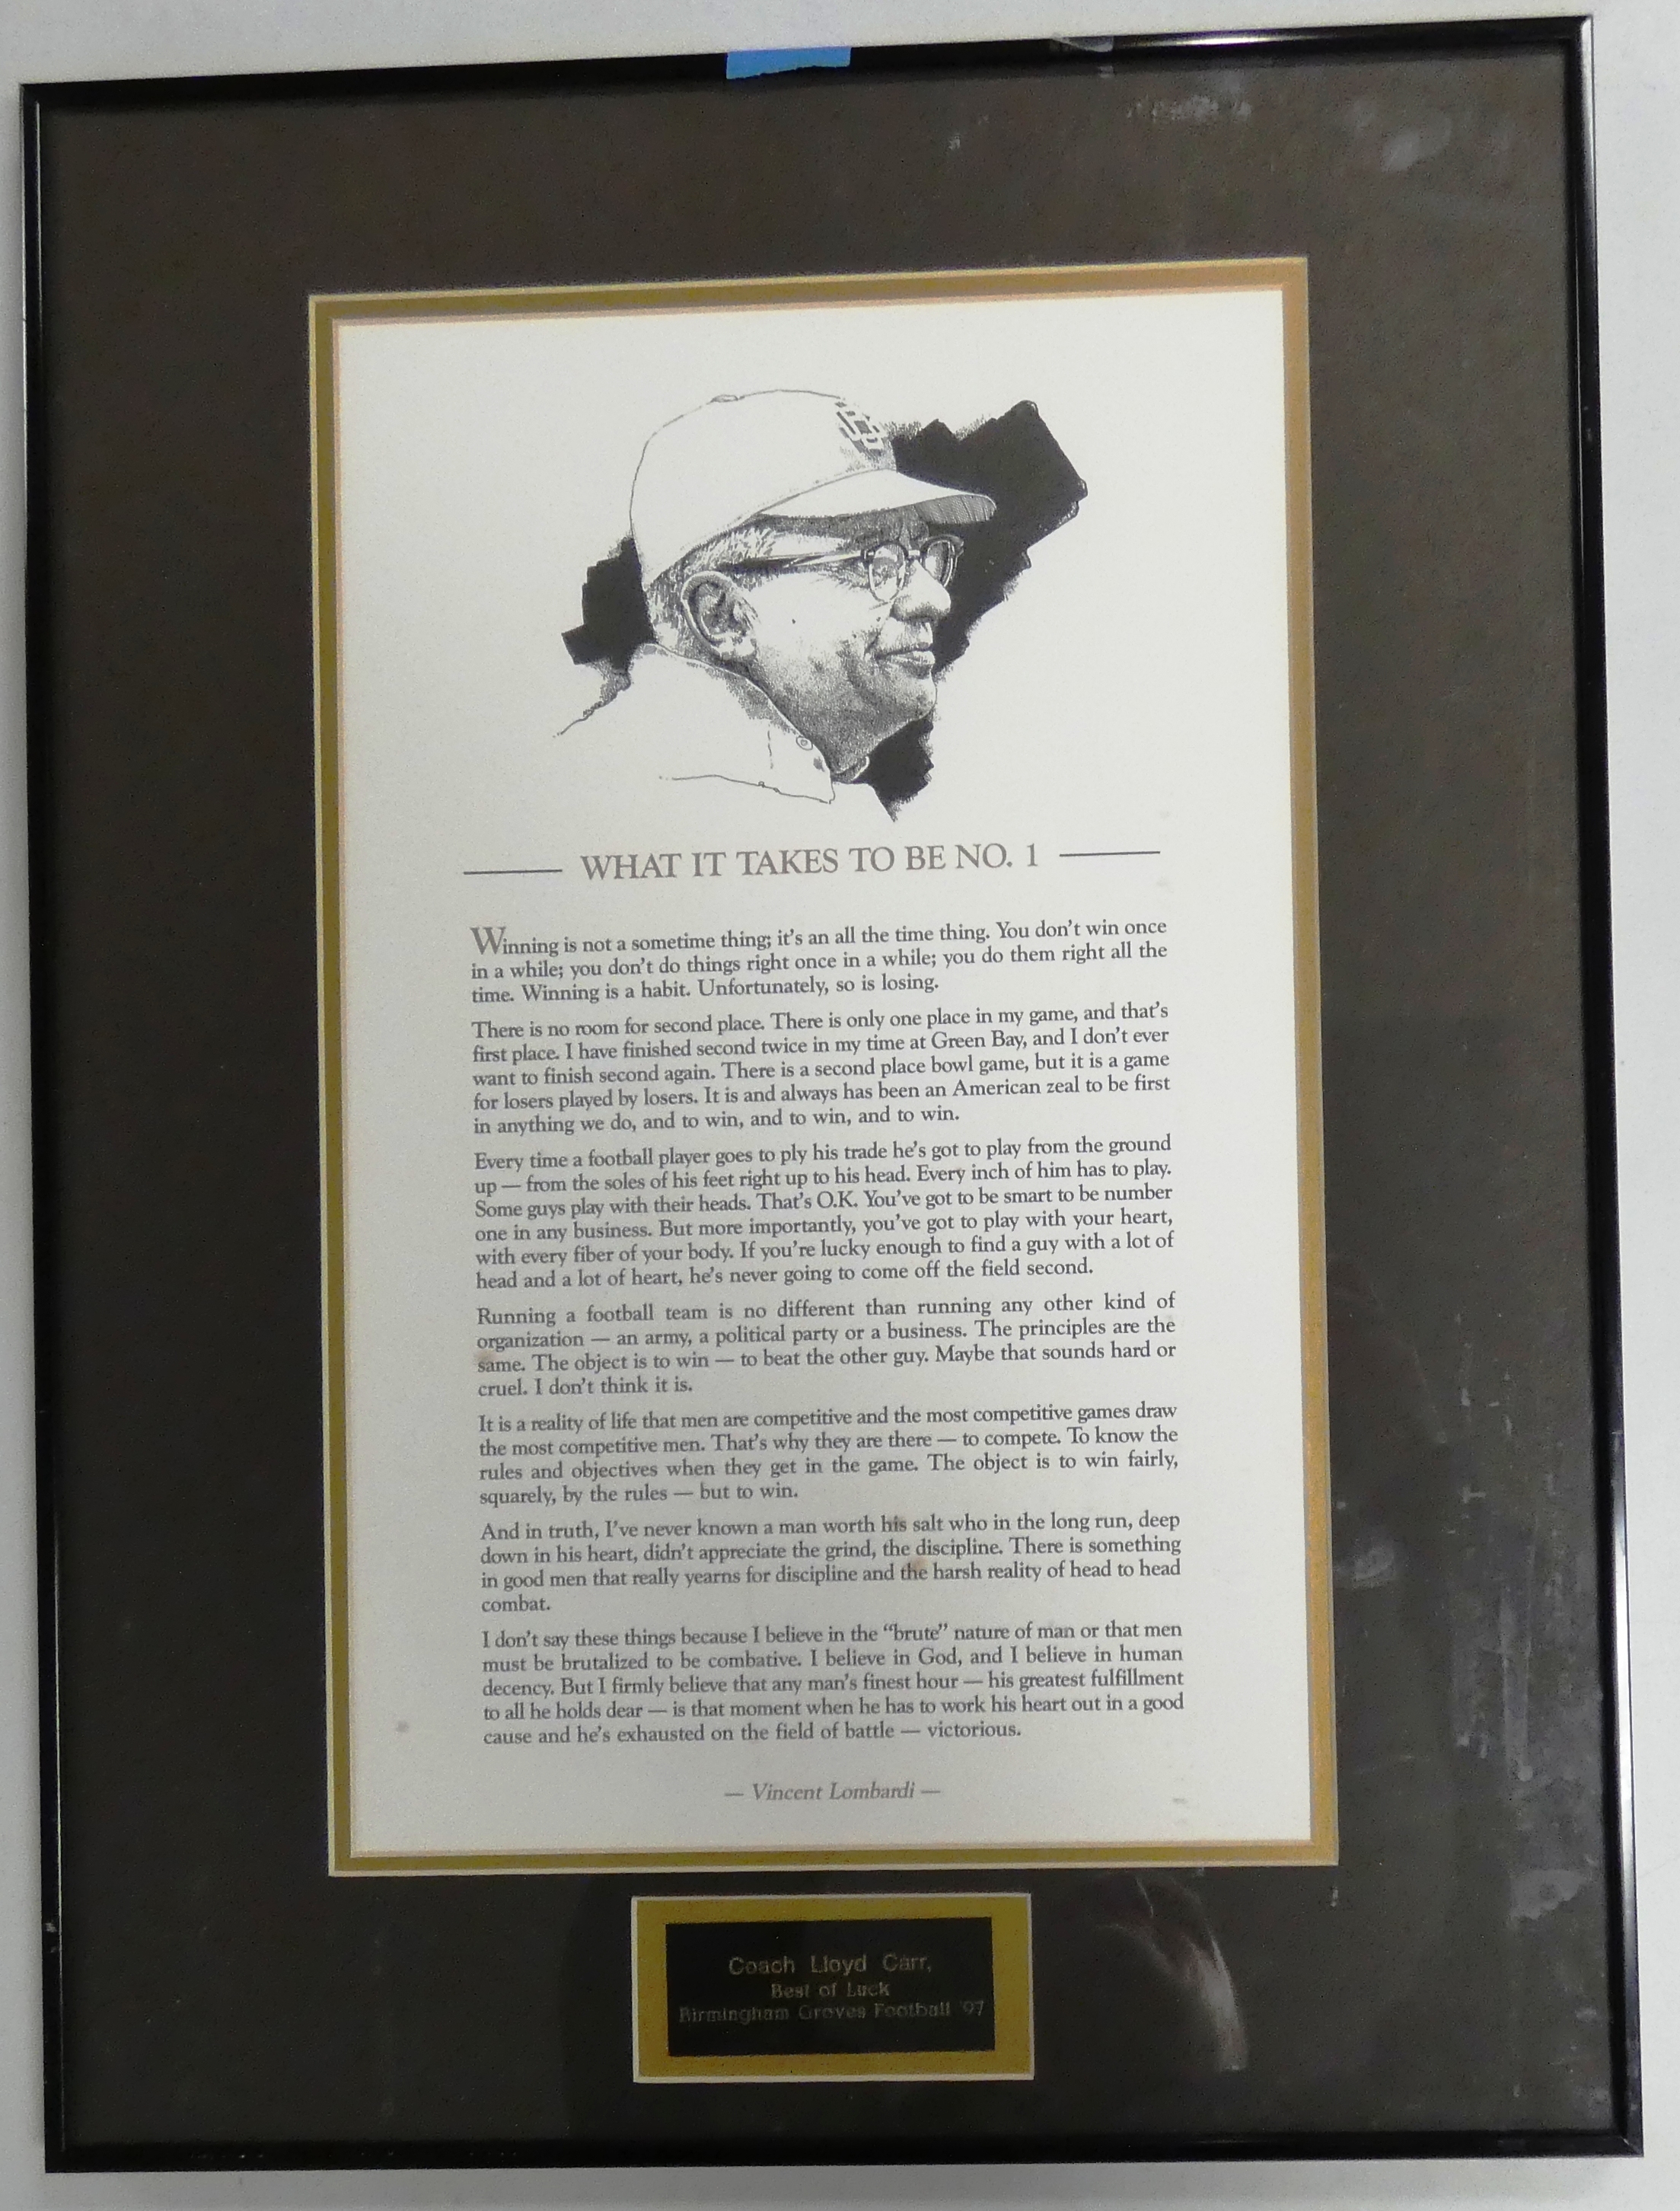 WHAT IT TAKES TO BE NO. 1
Winning is not a sometime thing; it's an all the time thing. You don't win once
in a while; you don't do things right once in a while; you do them right all the
time. Winning is a habit. Unfortunately, so is losing.
There is no room for second place. There is only one place in my game, and that's
first place. I have finished second twice in my time at Green Bay, and I don't ever
want to finish second again. There is a second place bowl game, but it is a game
for losers played by losers. It is and always has been an American zeal to be first
in anything we do, and to win, and to win, and to win.
Every time a football player goes to ply his trade he's got to play from the ground
up — from the soles of his feet right up to his head. Every inch of him has to play.
Some guys play with their heads. That's O.K. You've got to be smart to be number
one in any business. But more importantly, you've got to play with your heart,
with every fiber of your body. If you're lucky enough to find a guy with a lot of
head and a lot of heart, he's never going to come off the field second.
Running a football team is no different than running any other kind of
organization — an army, a political party or a business. The principles are the
same. The object is to win — to beat the other guy. Maybe that sounds hard or
cruel. I don't think it is.
It is a reality of life that men are competitive and the most competitive games draw
the most competitive men. That's why they are there — to compete. To know the
rules and objectives when they get in the game. The object is to win fairly,
squarely, by the rules — but to win.
And in truth, I've never known a man worth his salt who in the long run, deep
down in his heart, didn't appreciate the grind, the discipline. There is something
in good men that really yearns for discipline and the harsh reality of head to head
combat.
I don't say these things because I believe in the “brute” nature of man or that men
must be brutalized to be combative. I believe in God, and I believe in human
decency. But I firmly believe that any man's finest hour — his greatest fulfillment
to all he holds dear — is that moment when he has to work his heart out in a good
cause and he's exhausted on the field of battle — victorious.
— Vincent Lombardi —
Coach Lloyd Carr,
Best of Luck
Birmingham Groves Football '97